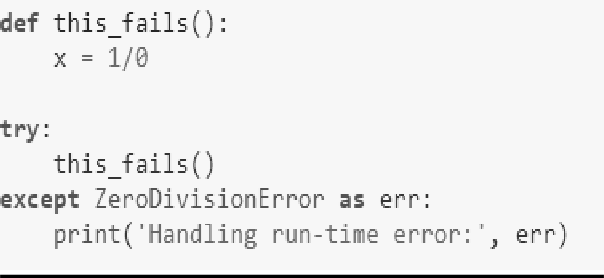 def this_fails():
    x = 1/0
try:
    this_fails()
except ZeroDivisionError as err:
    print('Handling run-time error:', err)